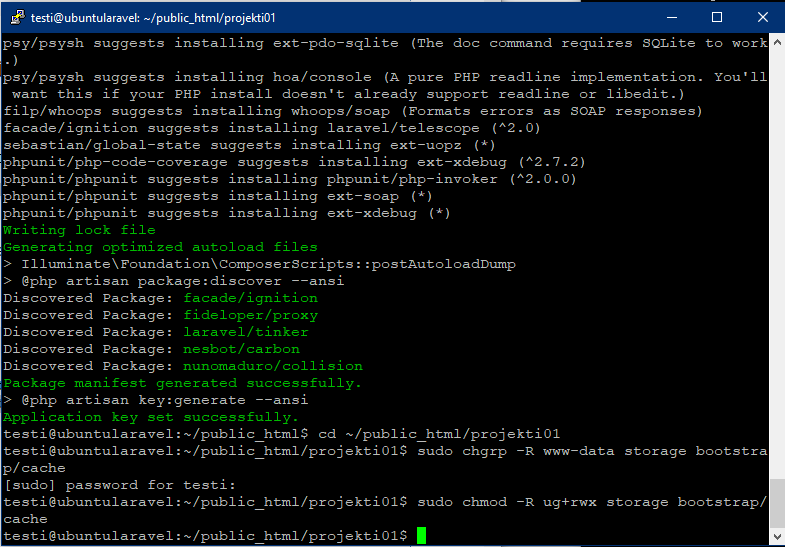 testi@ubuntularavel: ~/public_html/projekti01
psy/psysh suggests installing ext-pdo-sqlite (The doc command requires SQLite to work
.)
psy/psysh suggests installing hoa/console (A pure PHP readline implementation. You'll
 want this if your PHP install doesn't already support readline or libedit.)
filp/whoops suggests installing whoops/soap (Formats errors as SOAP responses)
facade/ignition suggests installing laravel/telescope (^2.0)
sebastian/global-state suggests installing ext-uopz (*)
phpunit/php-code-coverage suggests installing ext-xdebug (^2.7.2)
phpunit/phpunit suggests installing phpunit/php-invoker (^2.0.0)
phpunit/phpunit suggests installing ext-soap (*)
phpunit/phpunit suggests installing ext-xdebug (*)
Writing lock file
Generating optimized autoload files
> Illuminate\Foundation\ComposerScripts::postAutoloadDump
> @php artisan package:discover --ansi
Discovered Package: facade/ignition
Discovered Package: fideloper/proxy
Discovered Package: laravel/tinker
Discovered Package: nesbot/carbon
Discovered Package: nunomaduro/collision
Package manifest generated successfully.
> @php artisan key:generate --ansi
Application key set successfully.
testi@ubuntularavel:~/public_html$ cd ~/public_html/projekti01
testi@ubuntularavel:~/public_html/projekti01$ sudo chgrp -R www-data storage bootstra
p/cache
[sudo] password for testi:
testi@ubuntularavel:~/public_html/projekti01$ sudo chmod -R ug+rwx storage bootstrap/
cache
testi@ubuntularavel:~/public_html/projekti01$